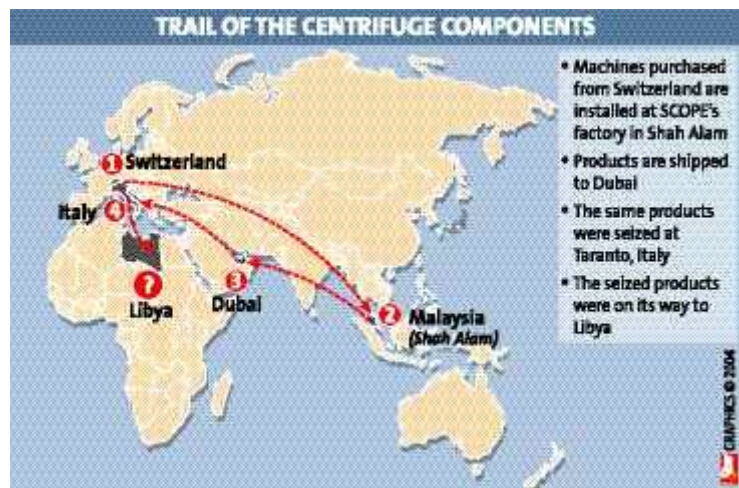 TRAIL OF THE CENTRIFUGE COMPONENTS
• Machines purchased
from Switzerland are
installed at SCOPE's
factory in Shah Alam
• Products are shipped
to Dubai
• The same products
were seized at
Taranto, Italy
• The seized products
were on its way to
Libya
1 Switzerland
Italy 4
?
Libya
3
Dubai
2 Malaysia
(Shah Alam)
GRAPHICS © 2004